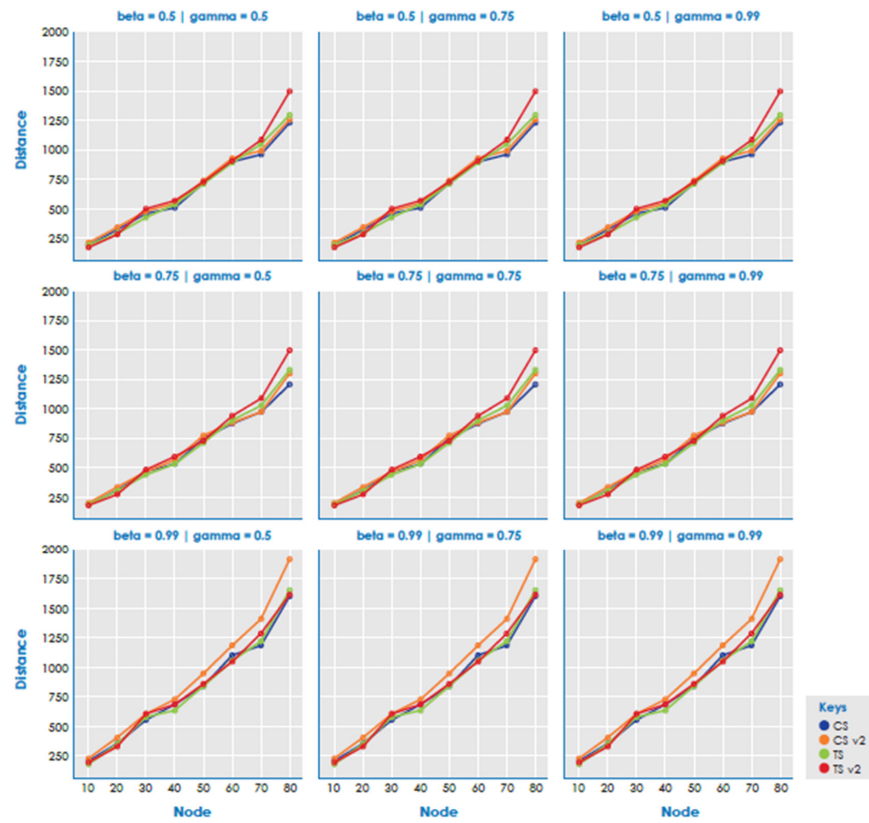 beta = 0.5 | gamma = 0.5
beta = 0.5 | gamma = 0.75
beta = 0.5 | gamma = 0.99
2000
1750
1500
1250
1000
750
500
250
Distance
beta = 0.75 | gamma = 0.5
beta = 0.75 | gamma = 0.75
beta = 0.75 | gamma = 0.99
2000
1750
1500
1250
1000
750
500
250
Distance
beta = 0.99 | gamma = 0.5
beta = 0.99 | gamma = 0.75
beta = 0.99 | gamma = 0.99
2000
1750
1500
1250
1000
750
500
250
Distance
10 20 30 40 50 60 70 80
10 20 30 40 50 60 70 80
10 20 30 40 50 60 70 80
Node
Node
Node
Keys
CS
CS v2
TS
TS v2